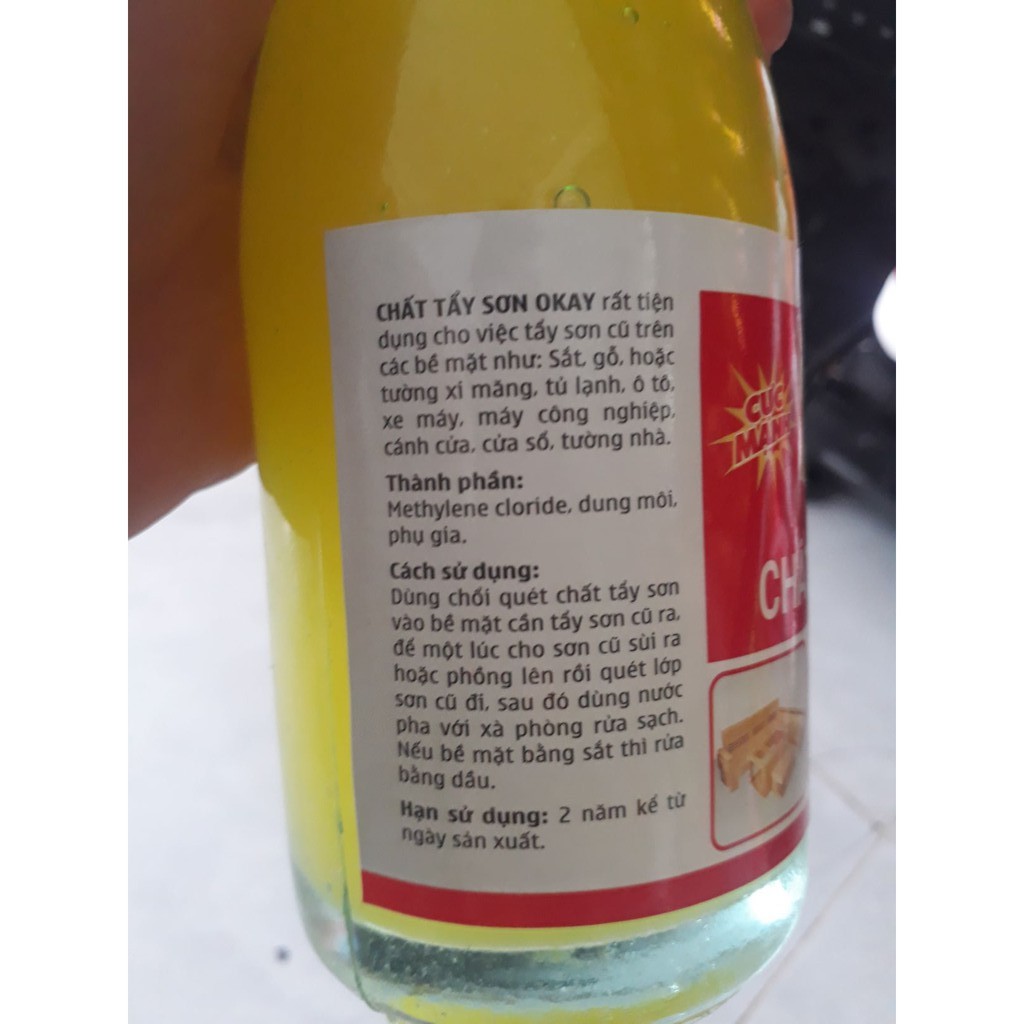 CHẤT TẨY SƠN OKAY rất tiện
dụng cho việc tẩy sơn cũ trên
các bề mặt như: Sắt, gỗ, hoặc
tường xi măng, tủ lạnh, ô tô,
xe máy, máy công nghiệp,
cánh cửa, cửa sổ, tường nhà.
Thành phần:
Methylene cloride, dung môi,
phụ gia.
Cách sử dụng:
Dùng chổi quét chất tẩy sơn
vào bề mặt cần tẩy sơn cũ ra,
để một lúc cho sơn cũ sùi ra
hoặc phồng lên rồi quét lớp
sơn cũ đi, sau đó dùng nước
pha với xà phòng rửa sạch.
Nếu bề mặt bằng sắt thì rửa
bằng dầu.
Hạn sử dụng: 2 năm kể từ
ngày sản xuất.
CỰC
MẠNH